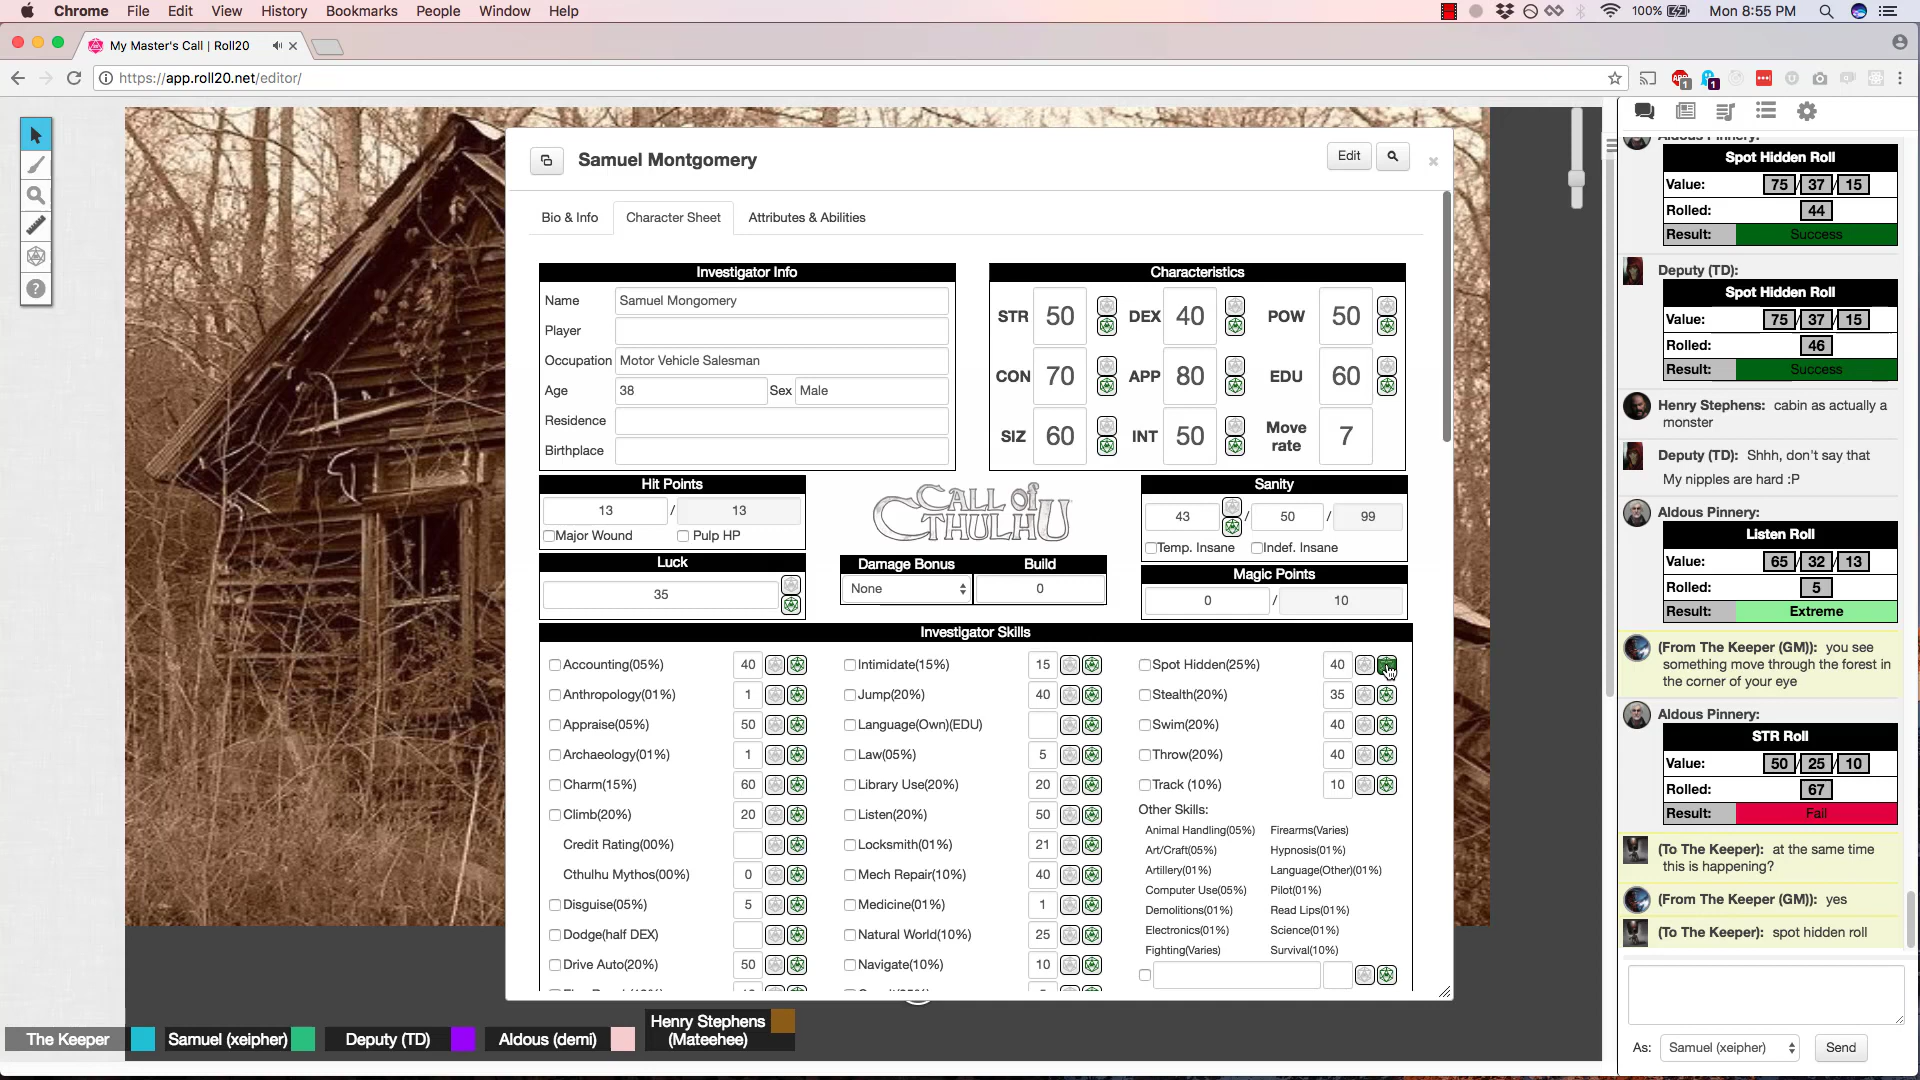 Chrome File Edit View History Bookmarks People Window Help 100% Mon 8:55 PM
My Master's Call | Roll20
https://app.roll20.net/editor/
1 1
Samuel Montgomery
Edit
Bio & Info Character Sheet Attributes & Abilities
Investigator Info
Name Samuel Mongomery
Player
Occupation Motor Vehicle Salesman
Age 38 Sex Male
Residence
Birthplace
Characteristics
STR 50 DEX 40 POW 50
CON 70 APP 80 EDU 60
SIZ 60 INT 50 Move rate 7
Hit Points
13 / 13
Major Wound Pulp HP
Luck
35
CALL of CTHULHU
Damage Bonus Build
None 0
Sanity
43 / 50 / 99
Temp. Insane Indef. Insane
Magic Points
0 / 10
Investigator Skills
Accounting(05%) 40
Anthropology(01%) 1
Appraise(05%) 50
Archaeology(01%) 1
Charm(15%) 60
Climb(20%) 20
Credit Rating(00%)
Cthulhu Mythos(00%) 0
Disguise(05%) 5
Dodge(half DEX)
Drive Auto(20%) 50
Intimidate(15%) 15
Jump(20%) 40
Language(Own)(EDU)
Law(05%) 5
Library Use(20%) 20
Listen(20%) 50
Locksmith(01%) 21
Mech Repair(10%) 40
Medicine(01%) 1
Natural World(10%) 25
Navigate(10%) 10
Spot Hidden(25%) 40
Stealth(20%) 35
Swim(20%) 40
Throw(20%) 40
Track (10%) 10
Other Skills:
Animal Handling(05%) Firearms(Varies)
Art/Craft(05%) Hypnosis(01%)
Artillery(01%) Language(Other)(01%)
Computer Use(05%) Pilot(01%)
Demolitions(01%) Read Lips(01%)
Electronics(01%) Science(01%)
Fighting(Varies) Survival(10%)
Aldous Pinnery:
Spot Hidden Roll
Value: 75 / 37 / 15
Rolled: 44
Result: Success
Deputy (TD):
Spot Hidden Roll
Value: 75 / 37 / 15
Rolled: 46
Result: Success
Henry Stephens: cabin as actually a
monster
Deputy (TD): Shhh, don't say that
My nipples are hard :P
Aldous Pinnery:
Listen Roll
Value: 65 / 32 / 13
Rolled: 5
Result: Extreme
(From The Keeper (GM)): you see
something move through the forest in
the corner of your eye
Aldous Pinnery:
STR Roll
Value: 50 / 25 / 10
Rolled: 67
Result: Fail
(To The Keeper): at the same time
this is happening?
(From The Keeper (GM)): yes
(To The Keeper): spot hidden roll
As: Samuel (xeipher) Send
The Keeper
Samuel (xeipher)
Deputy (TD)
Aldous (demi)
Henry Stephens
(Mateehee)